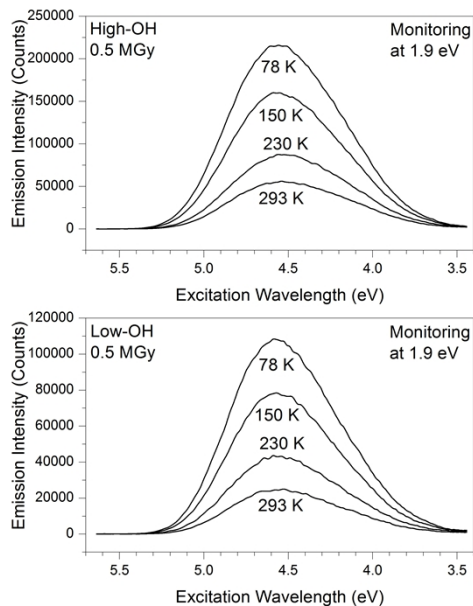 High-OH
0.5 MGy
Monitoring
at 1.9 eV
250000
200000
150000
100000
50000
0
Emission Intensity (Counts)
78 K
150 K
230 K
293 K
5.5 5.0 4.5 4.0 3.5
Excitation Wavelength (eV)
Low-OH
0.5 MGy
Monitoring
at 1.9 eV
120000
100000
80000
60000
40000
20000
0
Emission Intensity (Counts)
78 K
150 K
230 K
293 K
5.5 5.0 4.5 4.0 3.5
Excitation Wavelength (eV)